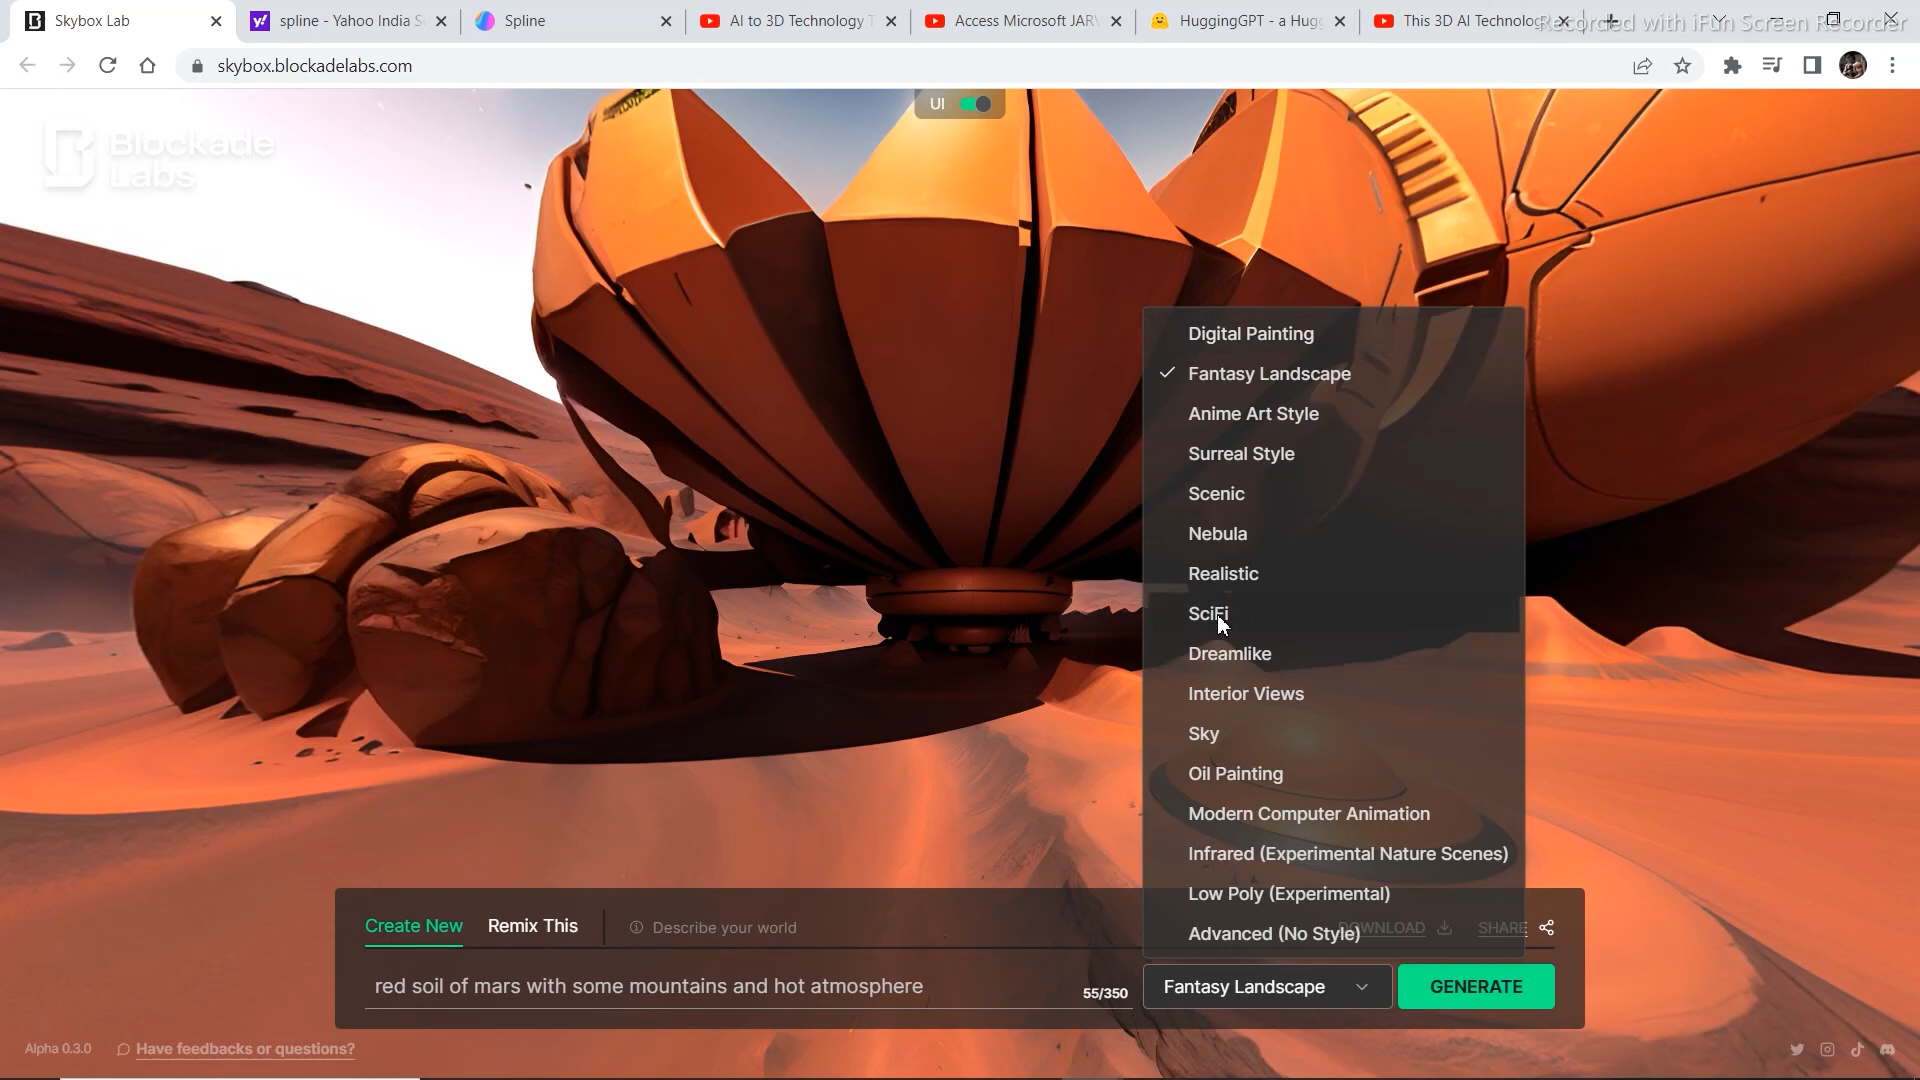 Skybox Lab
spline - Yahoo India S
Spline
AI to 3D Technology T
Access Microsoft JARV
HuggingGPT - a Hugg
This 3D AI Technolog
Recorded with iFun Screen Recorder
skybox.blockadelabs.com
UI
Blockade
Labs
Digital Painting
Fantasy Landscape
Anime Art Style
Surreal Style
Scenic
Nebula
Realistic
SciFi
Dreamlike
Interior Views
Sky
Oil Painting
Modern Computer Animation
Infrared (Experimental Nature Scenes)
Low Poly (Experimental)
Advanced (No Style)
Create New
Remix This
Describe your world
DOWNLOAD
SHARE
red soil of mars with some mountains and hot atmosphere
55/350
Fantasy Landscape
GENERATE
Alpha 0.3.0
Have feedbacks or questions?